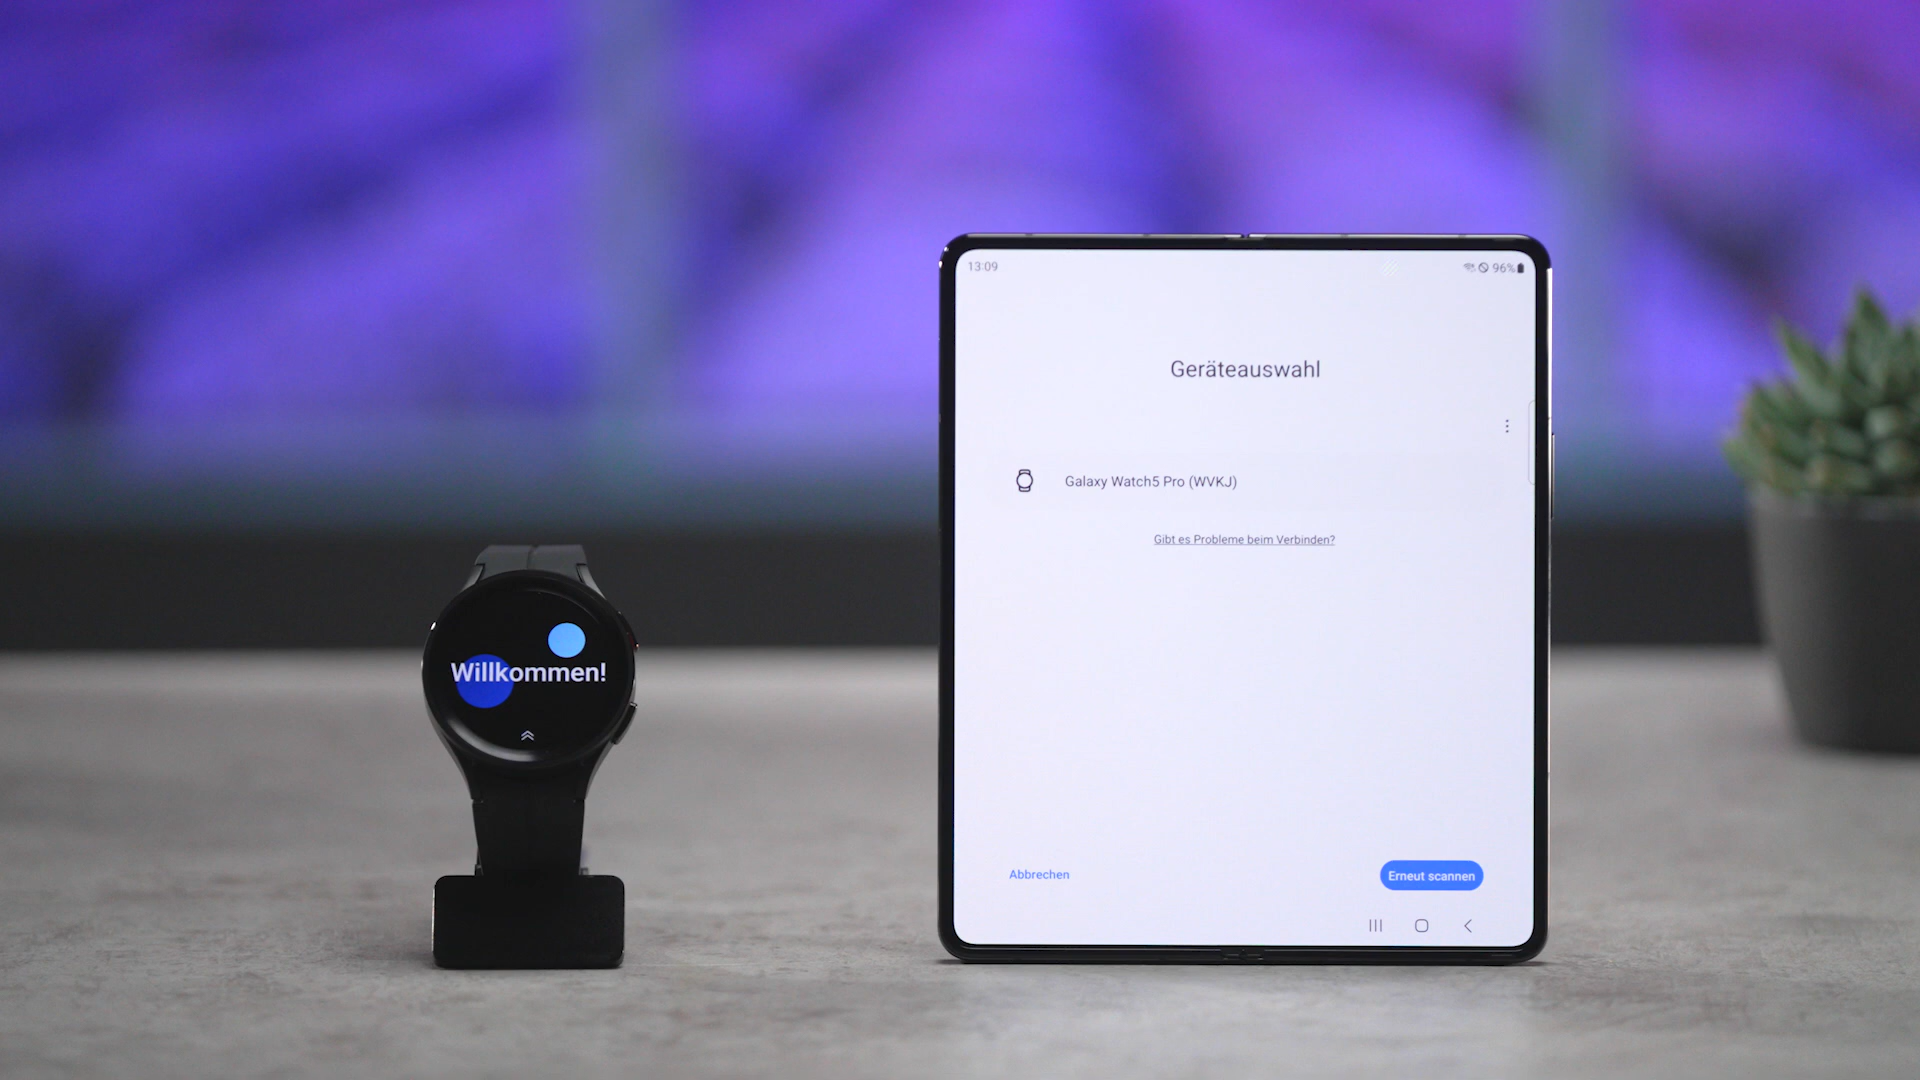 13:09
96%
Geräteauswahl
Galaxy Watch5 Pro (WVKJ)
Gibt es Probleme beim Verbinden?
Willkommen!
Abbrechen
Erneut scannen